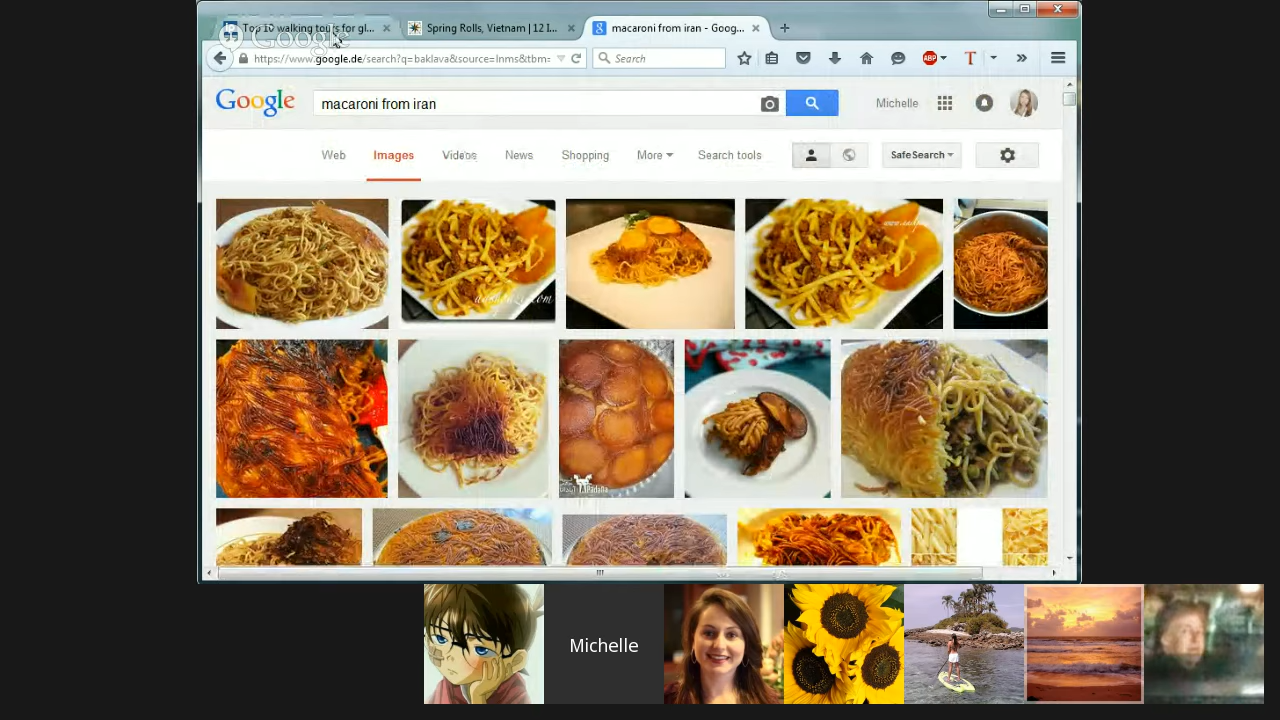 Top 10 walking tours for gl...
Spring Rolls, Vietnam | 12 I...
macaroni from iran - Goog...
Google
https://www.google.de/search?q=baklava&source=lnms&tbm=
Search
ABP
T
Google
macaroni from iran
Michelle
Web
Images
Videos
News
Shopping
More
Search tools
SafeSearch
Michelle